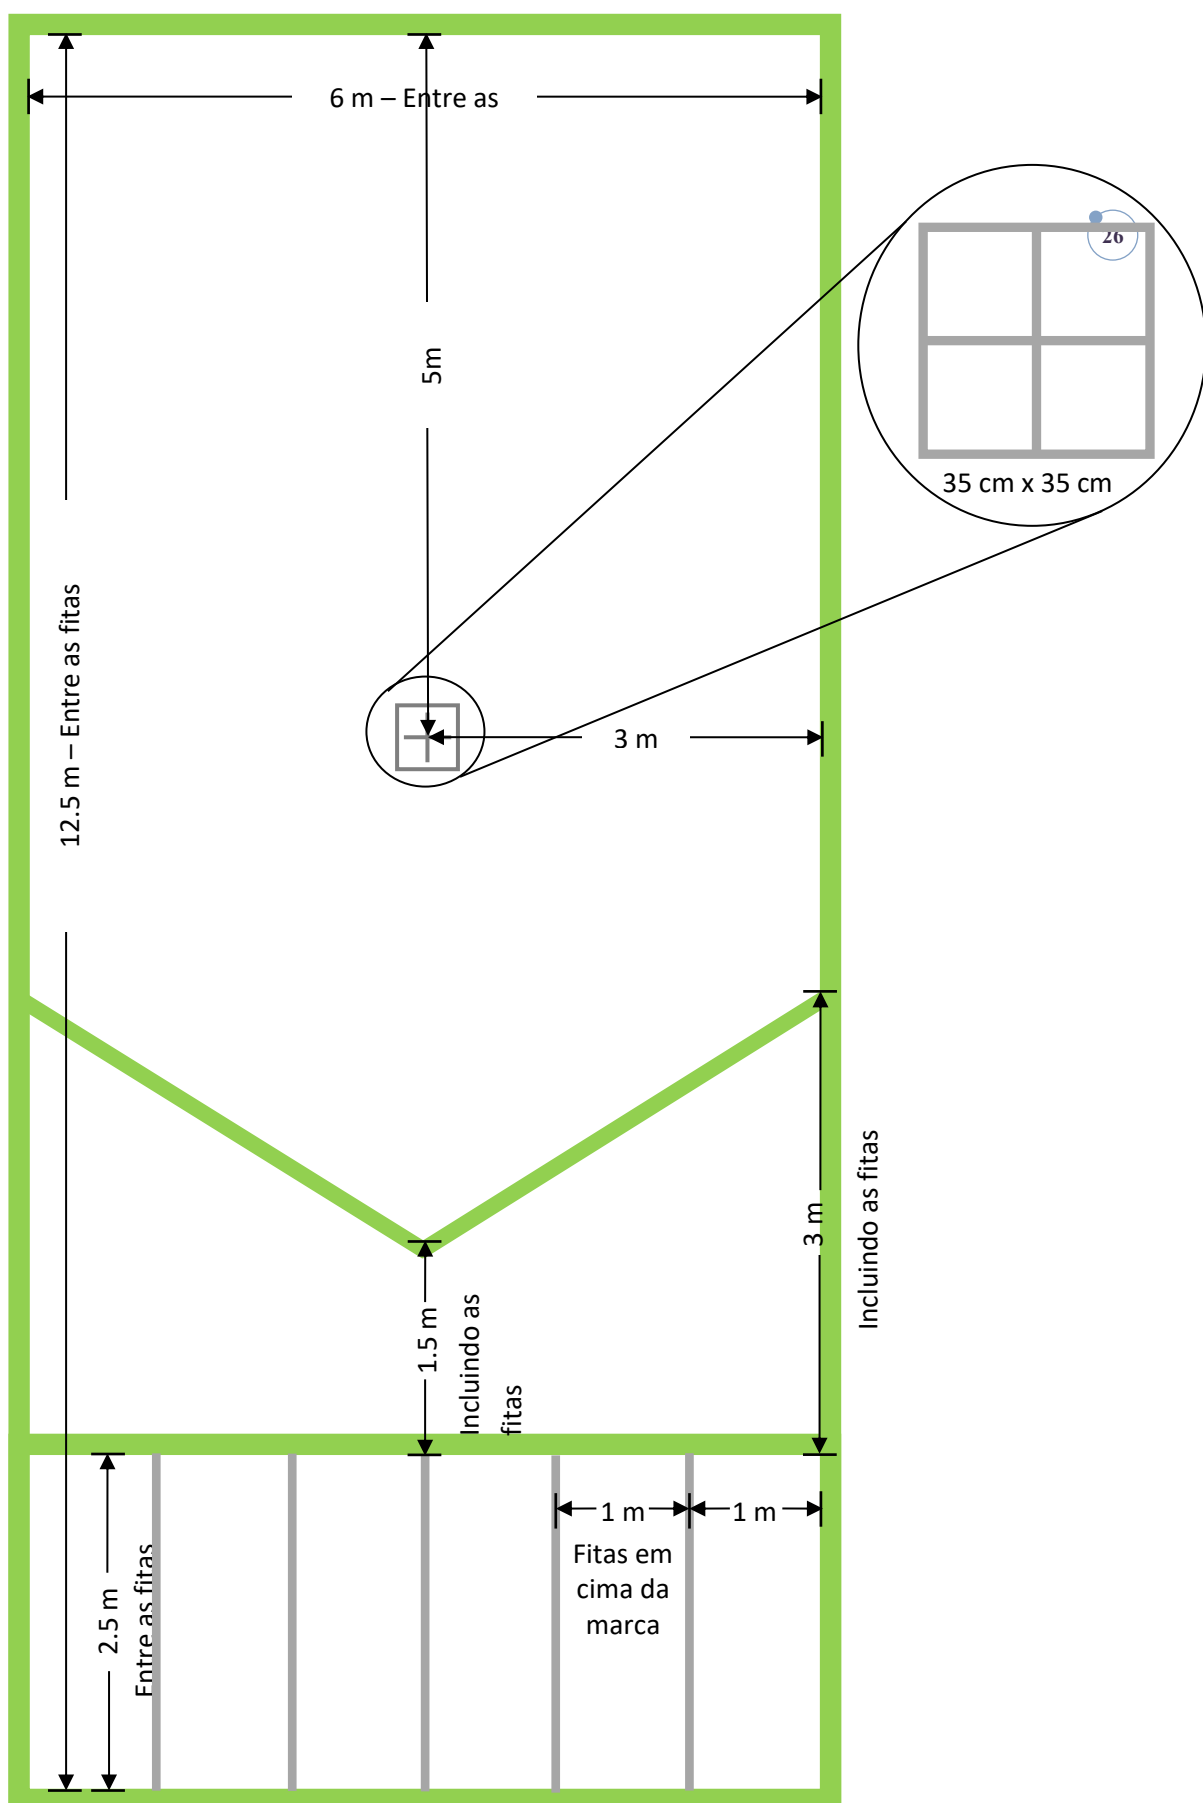 6 m – Entre as
26
5m
35 cm x 35 cm
12.5 m – Entre as fitas
3 m
3 m
Incluindo as fitas
1.5 m
Incluindo as
fitas
1 m
1 m
Fitas em
cima da
marca
2.5 m
Entre as fitas